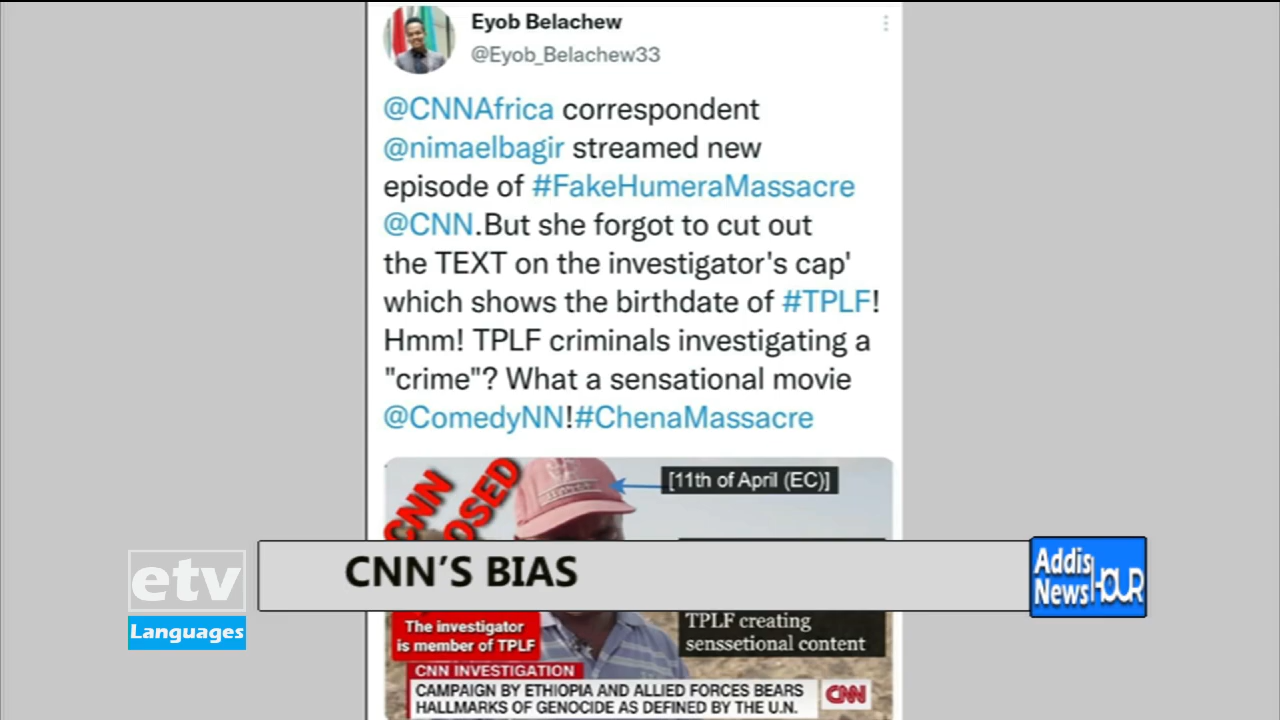 Eyob Belachew
@Eyob_Belachew33
@CNNAfrica correspondent
@nimaelbagir streamed new
episode of #FakeHumeraMassacre
@CNN.But she forgot to cut out
the TEXT on the investigator's cap'
which shows the birthdate of #TPLF!
Hmm! TPLF criminals investigating a
"crime"? What a sensational movie
@ComedyNN!#ChenaMassacre
CNN
[11th of April (EC)]
etv
Languages
CNN'S BIAS
Addis
News HOUR
The investigator
is member of TPLF
TPLF creating
senssetional content
CNN INVESTIGATION
CAMPAIGN BY ETHIOPIA AND ALLIED FORCES BEARS
HALLMARKS OF GENOCIDE AS DEFINED BY THE U.N.
CNN